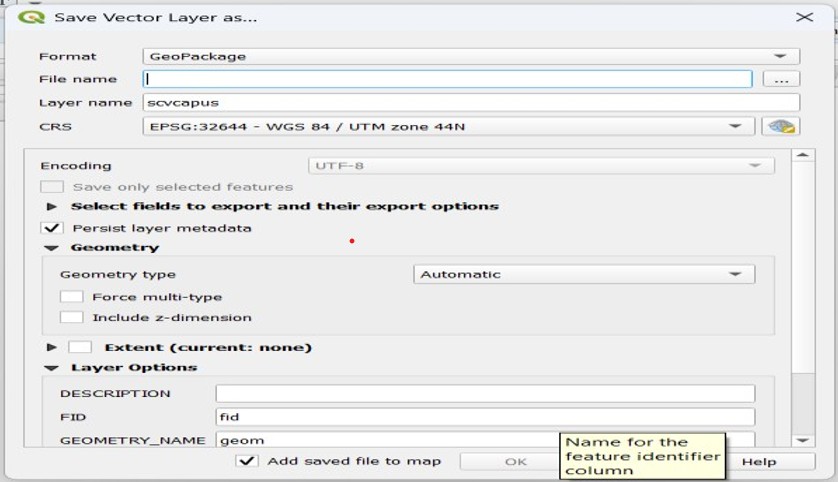 Save Vector Layer as...
Format GeoPackage
File name ...
Layer name scvcapus
CRS EPSG:32644 - WGS 84 / UTM zone 44N
Encoding UTF-8
Save only selected features
Select fields to export and their export options
Persist layer metadata
Geometry
Geometry type Automatic
Force multi-type
Include z-dimension
Extent (current: none)
Layer Options
DESCRIPTION
FID fid
GEOMETRY_NAME geom
Name for the
feature identifier
column
Add saved file to map OK Help